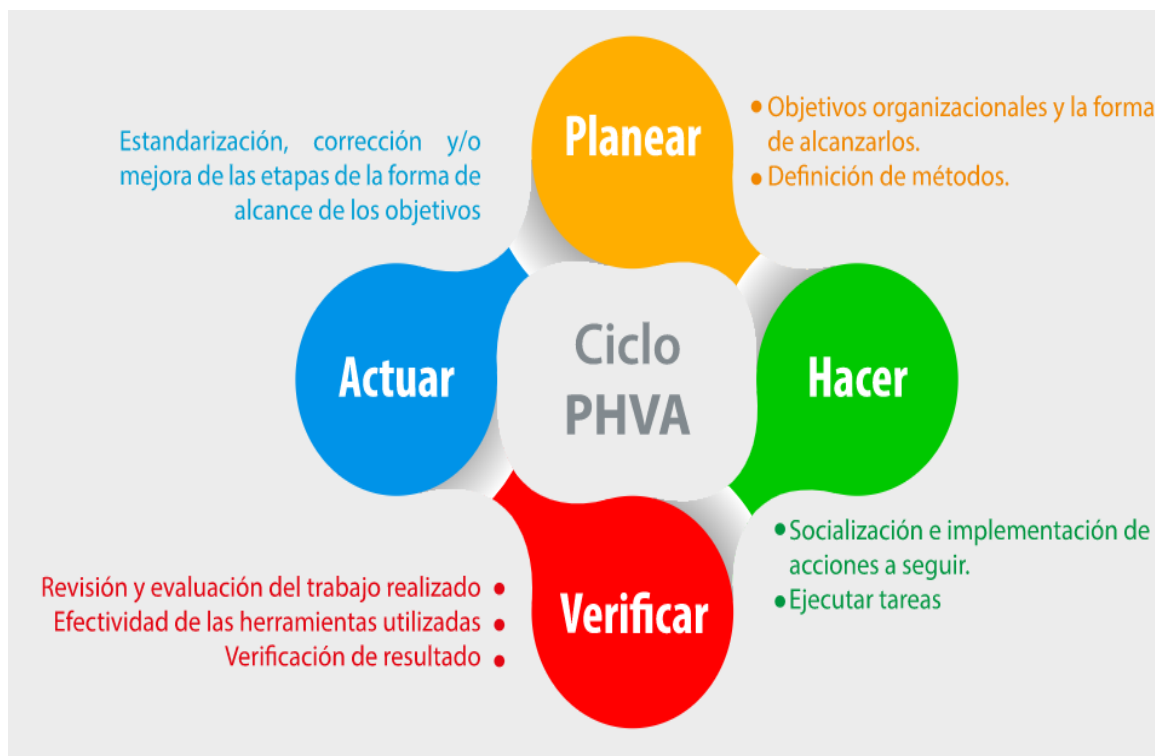 Planear
• Objetivos organizacionales y la forma
de alcanzarlos.
• Definición de métodos.
Estandarización, corrección y/o
mejora de las etapas de la forma de
alcance de los objetivos
Actuar
Ciclo
PHVA
Hacer
• Socialización e implementación de
acciones a seguir.
• Ejecutar tareas
Revisión y evaluación del trabajo realizado •
Efectividad de las herramientas utilizadas •
Verificación de resultado •
Verificar